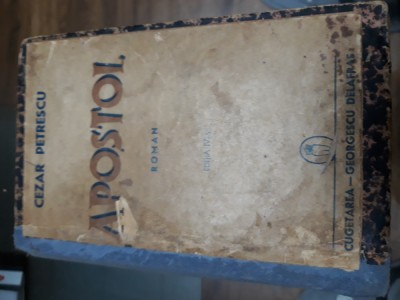 CEZAR PETRESCU
APOSTOL
ROMAN
CUGETAREA—GEORGESCU DELAFRAS